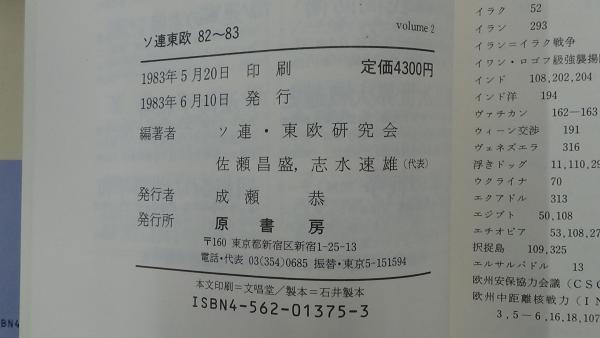 ソ連東欧 82～83
volume 2
1983年5月20日 印刷 定価4300円
1983年6月10日 発行
編著者 ソ連・東欧研究会
佐瀬昌盛,志水速雄(代表)
発行者 成瀬 恭
発行所 原書房
〒160 東京都新宿区新宿1-25-13
電話・代表 03(354)0685 振替・東京5-151594
本文印刷=文唱堂/製本=石井製本
ISBN4-562-01375-3
イラク 52
イラン 293
イラン=イラク戦争
イワン・ロゴフ級強襲揚
インド 108,202,204
インド洋 194
ヴァチカン 162-163
ウィーン交渉 191
ヴェネズエラ 316
浮きドッグ 11,110,29
ウクライナ 70
エクアドル 313
エジプト 50,108
エチオピア 53,108,27
択捉島 109,325
エルサルバドル 13
欧州安保協力会議(CSC
欧州中距離核戦力(IN
3,5-6,16,18,107
BN4